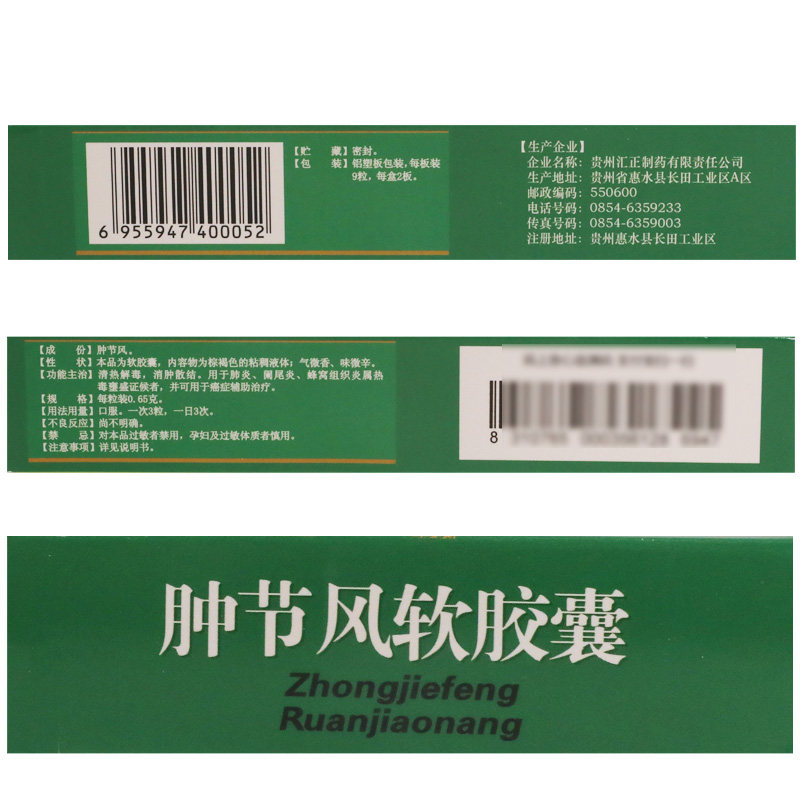 6 955947 400052
【贮　藏】密封。
【包　装】铝塑板包装，每板装
9粒，每盒2板。
【生产企业】
企业名称：贵州汇正制药有限责任公司
生产地址：贵州省惠水县长田工业区A区
邮政编码：550600
电话号码：0854-6359233
传真号码：0854-6359003
注册地址：贵州惠水县长田工业区
【成　份】肿节风。
【性　状】本品为软胶囊，内容物为棕褐色的粘稠液体；气微香、味微辛。
【功能主治】清热解毒，消肿散结。用于肺炎、阑尾炎、蜂窝组织炎属热
毒壅盛证候者，并可用于癌症辅助治疗。
【规　格】每粒装0.65克。
【用法用量】口服。一次3粒，一日3次。
【不良反应】尚不明确。
【禁　忌】对本品过敏者禁用，孕妇及过敏体质者慎用。
【注意事项】详见说明书。
8
肿节风软胶囊
Zhongjiefeng
Ruanjiaonang